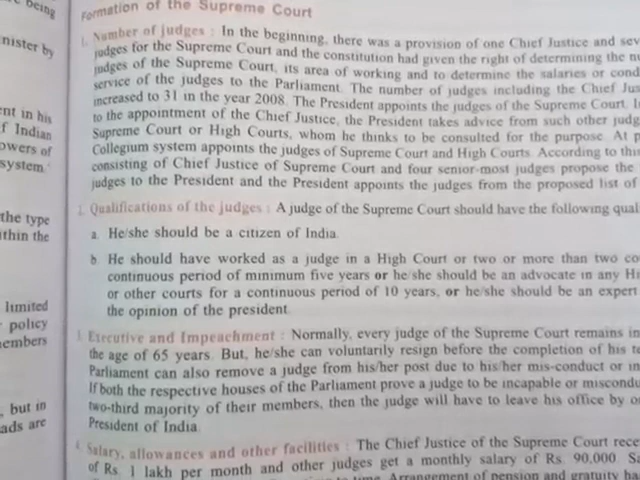 being
nister by
ent in his
f Indian
owers of
system.
the type
ithin the
limited
policy
embers
, but in
ads are
Formation of the Supreme Court
1. Number of judges : In the beginning, there was a provision of one Chief Justice and sev
judges for the Supreme Court and the constitution had given the right of determining the nu
judges of the Supreme Court, its area of working and to determine the salaries or cond
service of the judges to the Parliament. The number of judges including the Chief Jus
increased to 31 in the year 2008. The President appoints the judges of the Supreme Court. I
to the appointment of the Chief Justice, the President takes advice from such other judg
Supreme Court or High Courts, whom he thinks to be consulted for the purpose. At p
Collegium system appoints the judges of Supreme Court and High Courts. According to this
consisting of Chief Justice of Supreme Court and four senior-most judges propose the
judges to the President and the President appoints the judges from the proposed list of
2. Qualifications of the judges : A judge of the Supreme Court should have the following qual
a. He/she should be a citizen of India.
b. He should have worked as a judge in a High Court or two or more than two co
continuous period of minimum five years or he/she should be an advocate in any Hi
or other courts for a continuous period of 10 years, or he/she should be an expert
the opinion of the president.
3. Executive and Impeachment : Normally, every judge of the Supreme Court remains in
the age of 65 years. But, he/she can voluntarily resign before the completion of his te
Parliament can also remove a judge from his/her post due to his/her mis-conduct or in
If both the respective houses of the Parliament prove a judge to be incapable or miscondu
two-third majority of their members, then the judge will have to leave his office by or
President of India.
4. Salary, allowances and other facilities : The Chief Justice of the Supreme Court rece
of Rs. 1 lakh per month and other judges get a monthly salary of Rs. 90,000. Sa
to time. Arrangement of pension and gratuity ha